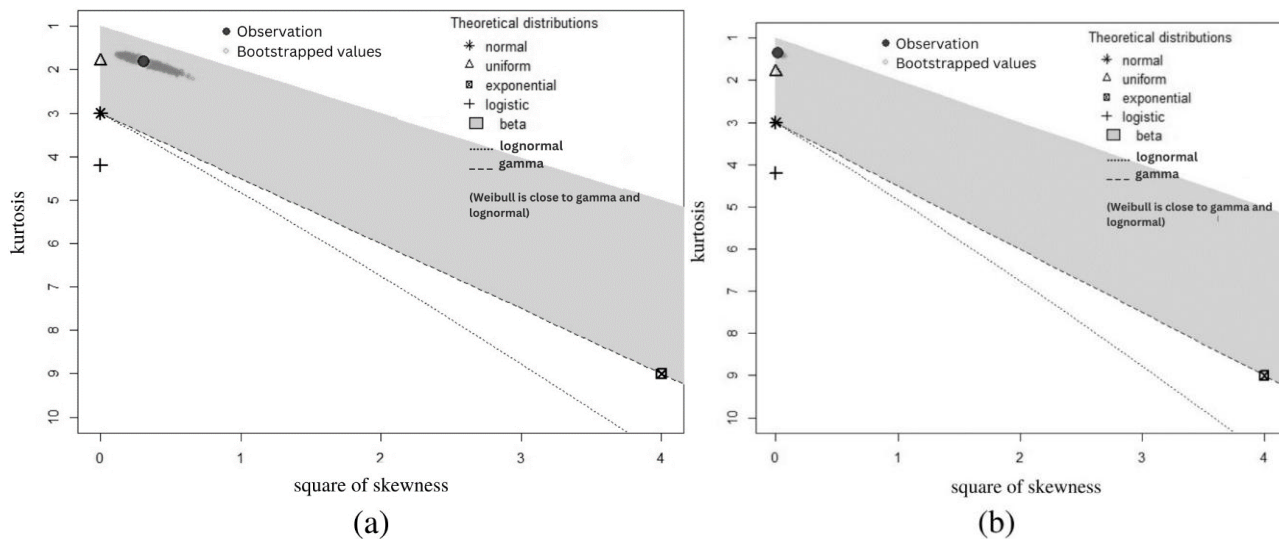 Theoretical distributions
Observation
Bootstrapped values
normal
uniform
exponential
logistic
beta
lognormal
gamma
(Weibull is close to gamma and
lognormal)
kurtosis
1
2
3
4
5
6
7
8
9
10
0
1
2
3
4
square of skewness
(a)
Theoretical distributions
Observation
Bootstrapped values
normal
uniform
exponential
logistic
beta
lognormal
gamma
(Weibull is close to gamma and
lognormal)
kurtosis
1
2
3
4
5
6
7
8
9
10
0
1
2
3
4
square of skewness
(b)